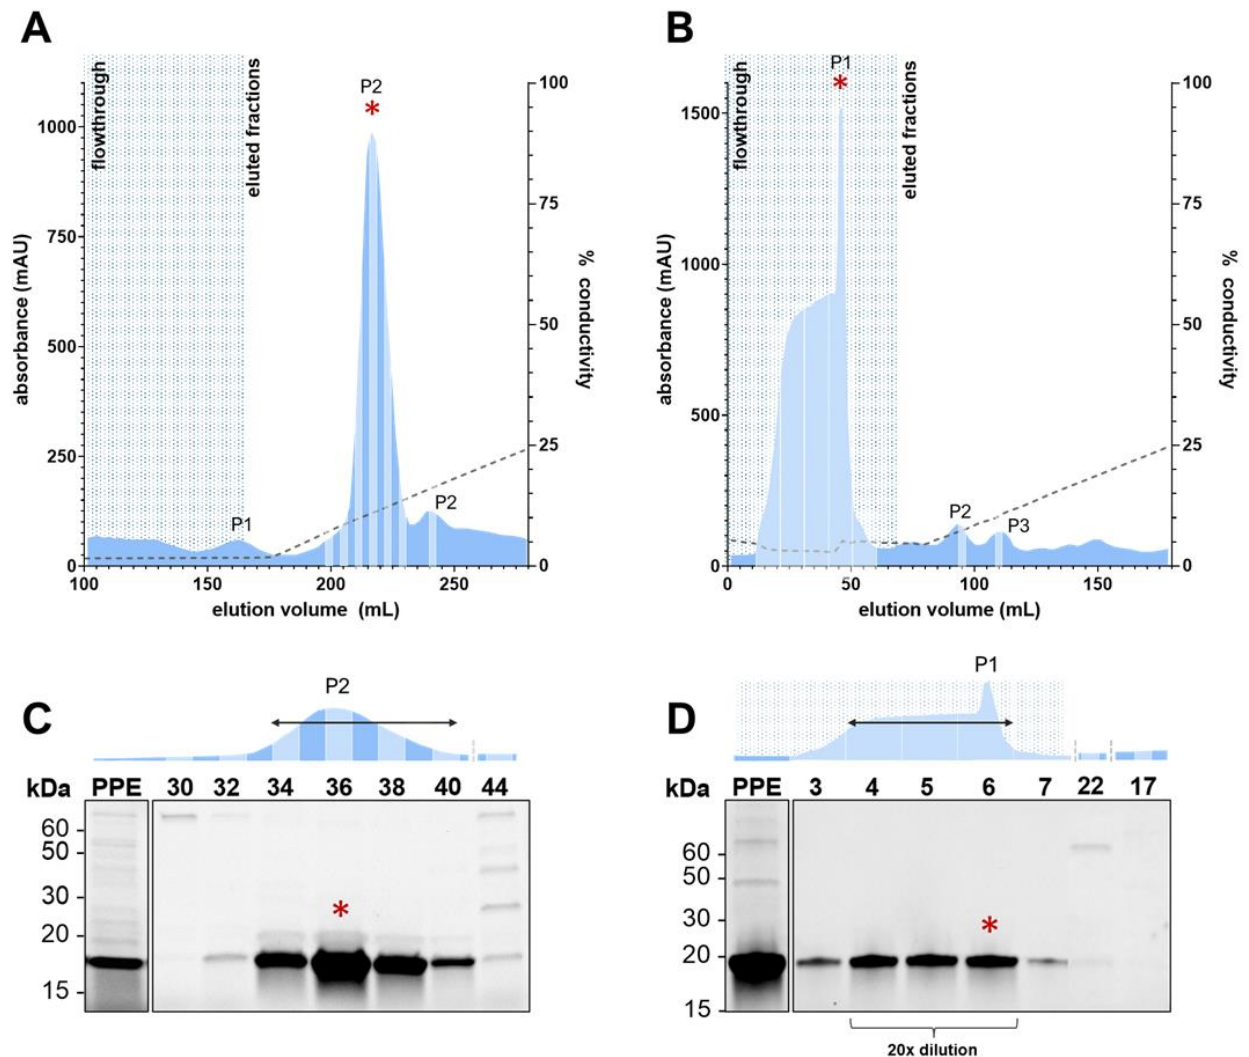 A
flowthrough
eluted fractions
P2
*
P1
P2
absorbance (mAU)
1000
750
500
250
0
100
75
50
25
0
% conductivity
100
150
200
250
elution volume (mL)
B
flowthrough
eluted fractions
P1
*
P2
P3
absorbance (mAU)
1500
1000
500
0
100
75
50
25
0
% conductivity
0
50
100
150
elution volume (mL)
C
P2
kDa PPE 30 32 34 36 38 40 44
60
50
30
20
15
*
D
P1
kDa PPE 3 4 5 6 7 22 17
60
50
30
20
15
*
20x dilution